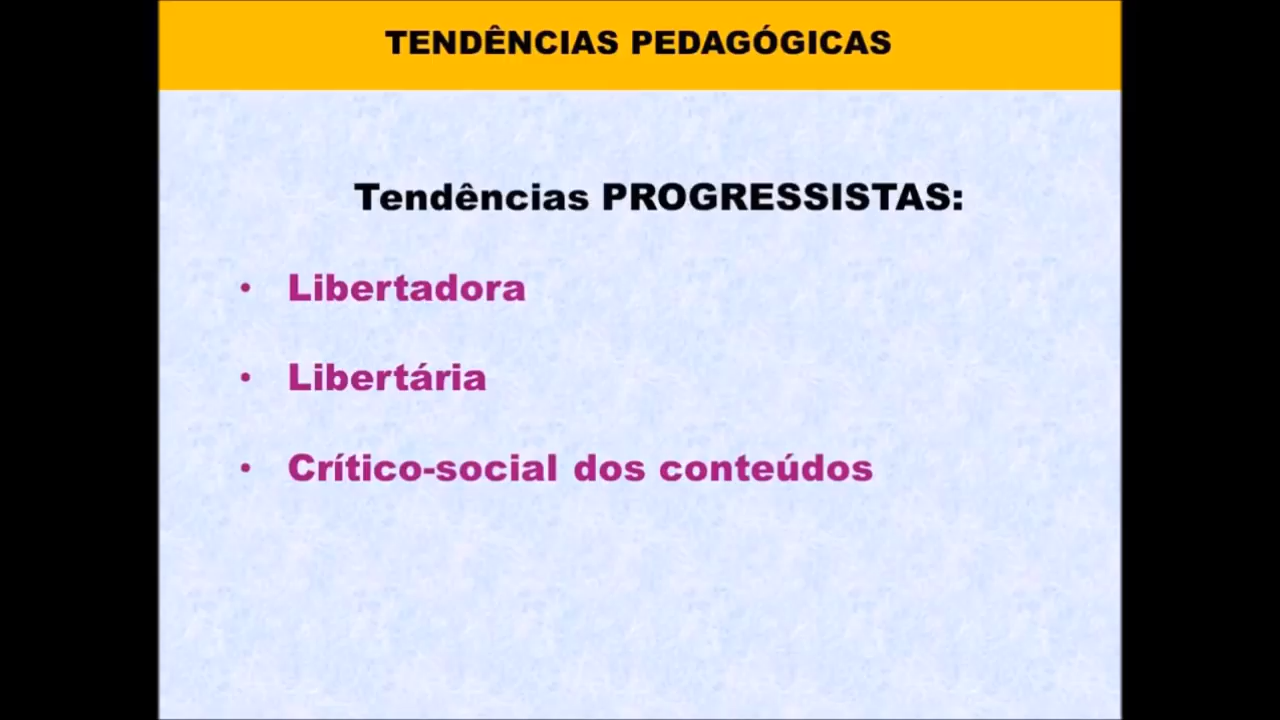 TENDÊNCIAS PEDAGÓGICAS
Tendências PROGRESSISTAS:
• Libertadora
• Libertária
• Crítico-social dos conteúdos